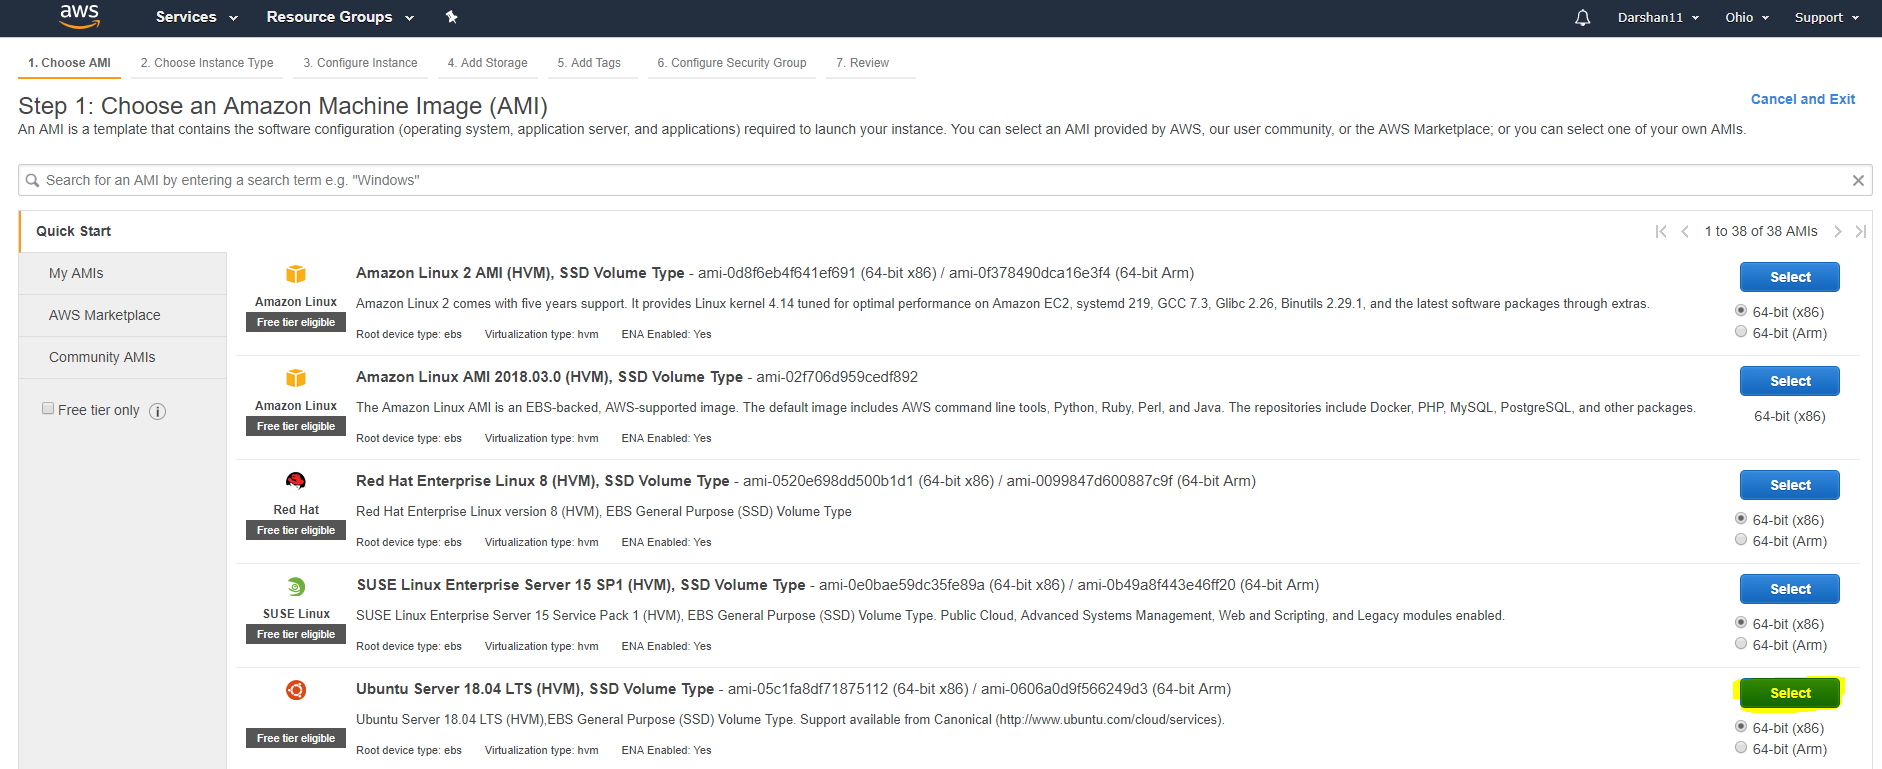 aws Services Resource Groups Darshan11 Ohio Support
1. Choose AMI 2. Choose Instance Type 3. Configure Instance 4. Add Storage 5. Add Tags 6. Configure Security Group 7. Review
Step 1: Choose an Amazon Machine Image (AMI)
Cancel and Exit
An AMI is a template that contains the software configuration (operating system, application server, and applications) required to launch your instance. You can select an AMI provided by AWS, our user community, or the AWS Marketplace; or you can select one of your own AMIs.
Search for an AMI by entering a search term e.g. "Windows"
Quick Start
My AMIs
AWS Marketplace
Community AMIs
Free tier only
1 to 38 of 38 AMIs
Amazon Linux
Free tier eligible
Amazon Linux 2 AMI (HVM), SSD Volume Type - ami-0d8f6eb4f641ef691 (64-bit x86) / ami-0f378490dca16e3f4 (64-bit Arm)
Amazon Linux 2 comes with five years support. It provides Linux kernel 4.14 tuned for optimal performance on Amazon EC2, systemd 219, GCC 7.3, Glibc 2.26, Binutils 2.29.1, and the latest software packages through extras.
Root device type: ebs Virtualization type: hvm ENA Enabled: Yes
Select
64-bit (x86)
64-bit (Arm)
Amazon Linux
Free tier eligible
Amazon Linux AMI 2018.03.0 (HVM), SSD Volume Type - ami-02f706d959cedf892
The Amazon Linux AMI is an EBS-backed, AWS-supported image. The default image includes AWS command line tools, Python, Ruby, Perl, and Java. The repositories include Docker, PHP, MySQL, PostgreSQL, and other packages.
Root device type: ebs Virtualization type: hvm ENA Enabled: Yes
Select
64-bit (x86)
Red Hat
Free tier eligible
Red Hat Enterprise Linux 8 (HVM), SSD Volume Type - ami-0520e698dd500b1d1 (64-bit x86) / ami-0099847d600887c9f (64-bit Arm)
Red Hat Enterprise Linux version 8 (HVM), EBS General Purpose (SSD) Volume Type
Root device type: ebs Virtualization type: hvm ENA Enabled: Yes
Select
64-bit (x86)
64-bit (Arm)
SUSE Linux
Free tier eligible
SUSE Linux Enterprise Server 15 SP1 (HVM), SSD Volume Type - ami-0e0bae59dc35fe89a (64-bit x86) / ami-0b49a8f443e46ff20 (64-bit Arm)
SUSE Linux Enterprise Server 15 Service Pack 1 (HVM), EBS General Purpose (SSD) Volume Type. Public Cloud, Advanced Systems Management, Web and Scripting, and Legacy modules enabled.
Root device type: ebs Virtualization type: hvm ENA Enabled: Yes
Select
64-bit (x86)
64-bit (Arm)
Free tier eligible
Ubuntu Server 18.04 LTS (HVM), SSD Volume Type - ami-05c1fa8df71875112 (64-bit x86) / ami-0606a0d9f566249d3 (64-bit Arm)
Ubuntu Server 18.04 LTS (HVM),EBS General Purpose (SSD) Volume Type. Support available from Canonical (http://www.ubuntu.com/cloud/services).
Root device type: ebs Virtualization type: hvm ENA Enabled: Yes
Select
64-bit (x86)
64-bit (Arm)